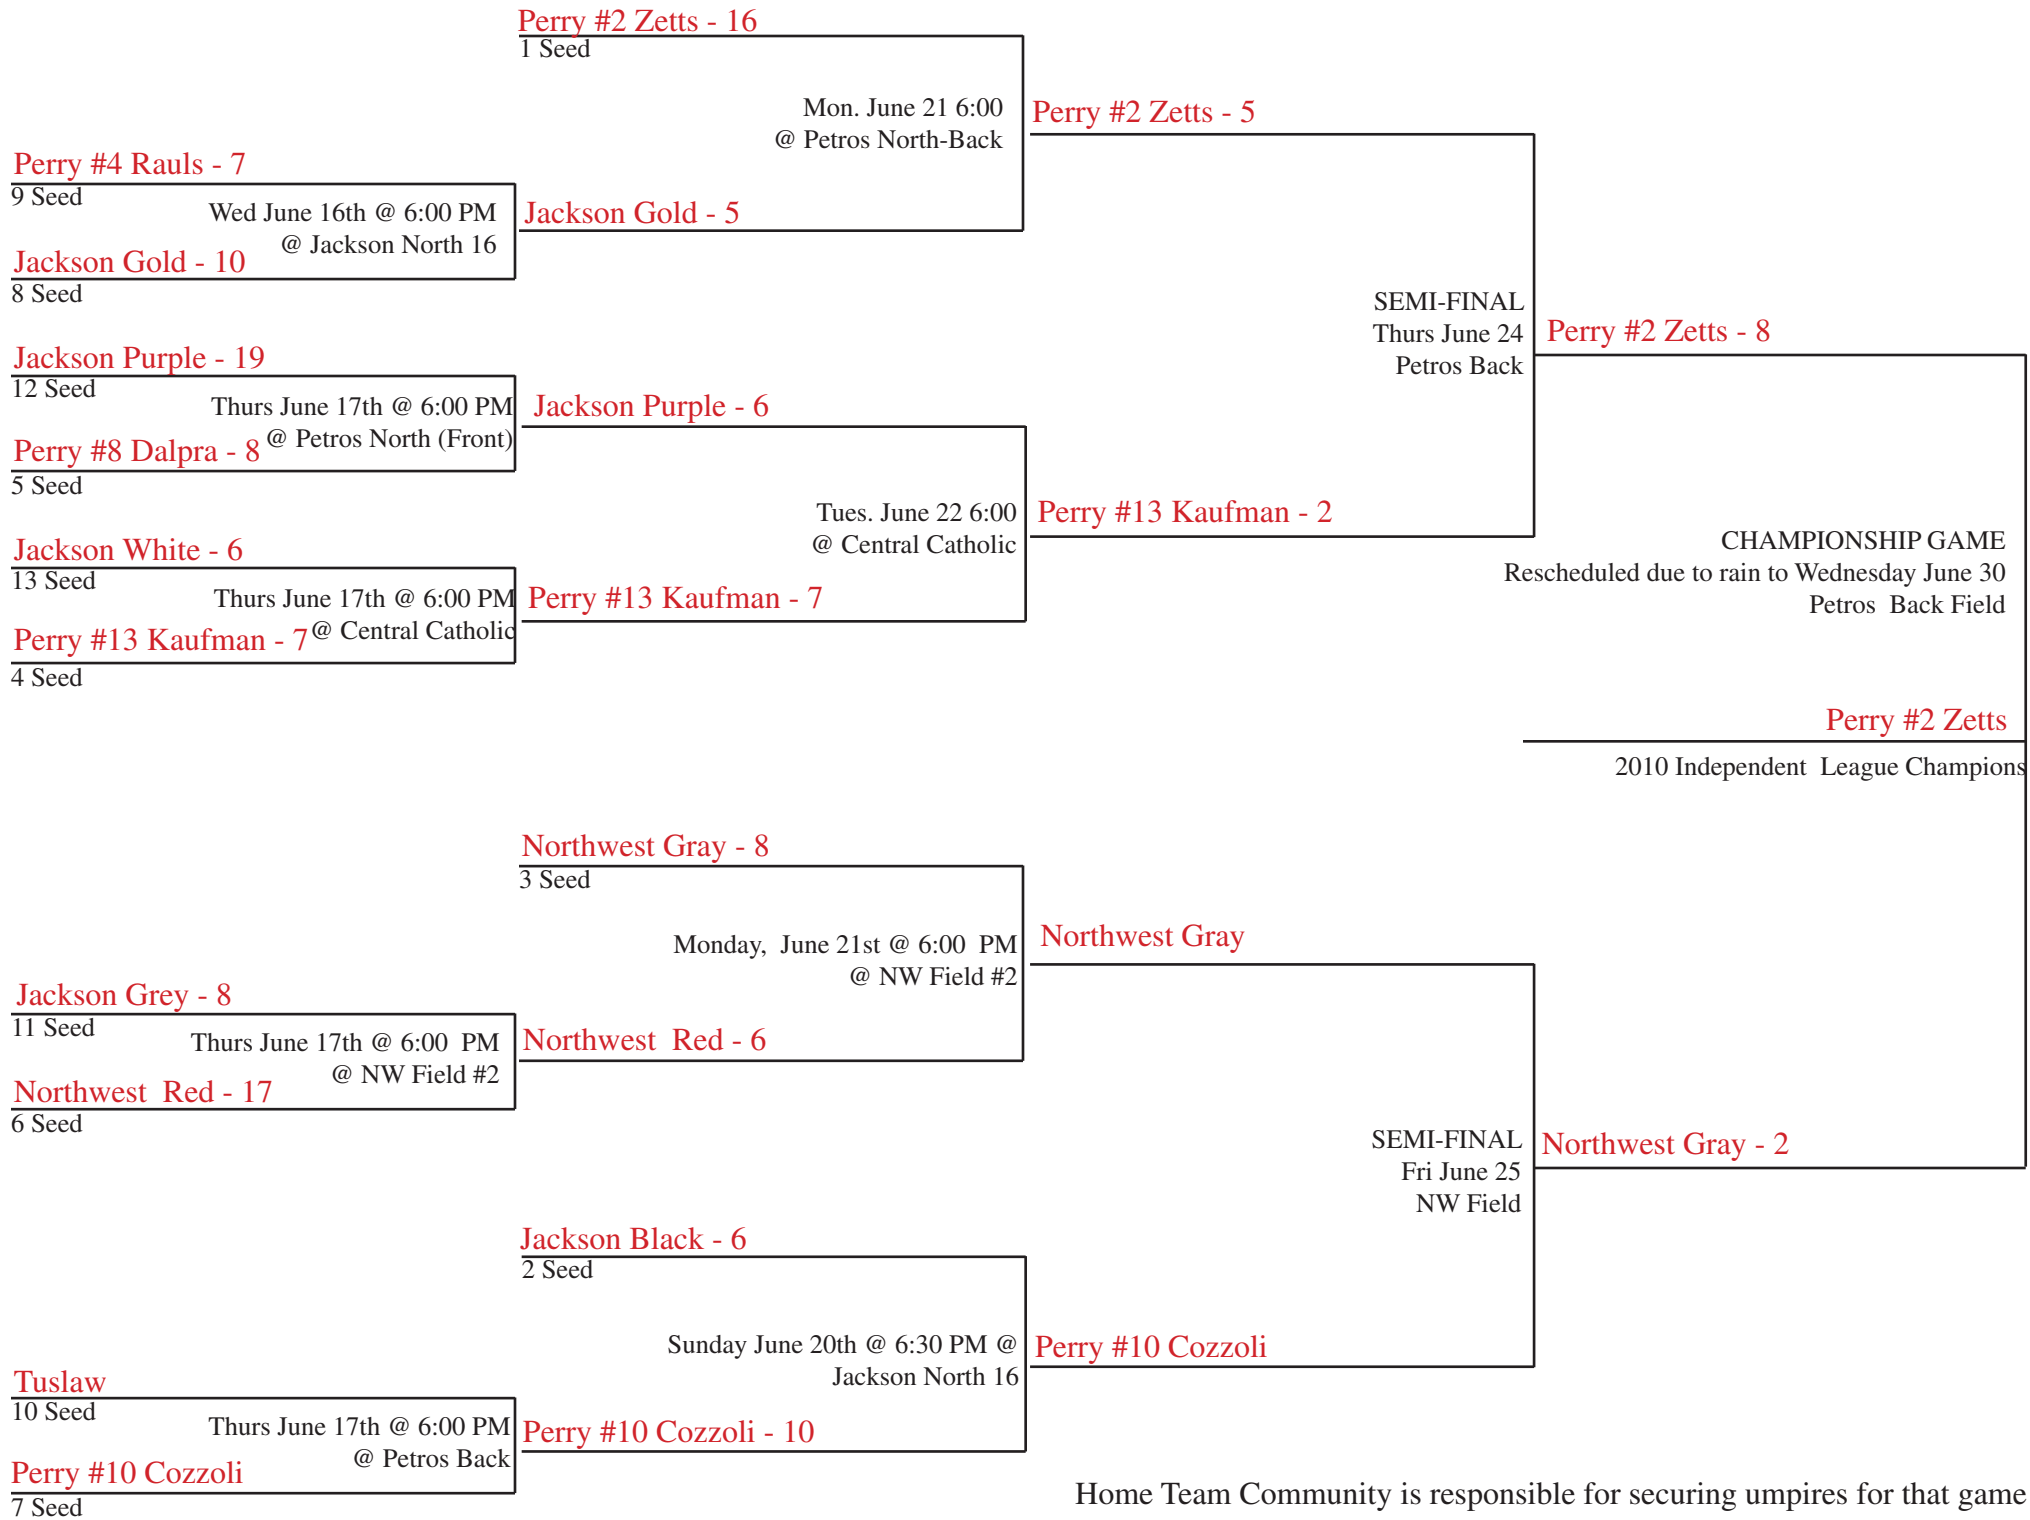 Perry #2 Zetts - 16
1 Seed
Mon. June 21 6:00
@ Petros North-Back
Perry #2 Zetts - 5
Perry #4 Rauls - 7
9 Seed
Wed June 16th @ 6:00 PM
@ Jackson North 16
Jackson Gold - 5
Jackson Gold - 10
8 Seed
SEMI-FINAL
Thurs June 24
Petros Back
Perry #2 Zetts - 8
Jackson Purple - 19
12 Seed
Thurs June 17th @ 6:00 PM
@ Petros North (Front)
Jackson Purple - 6
Perry #8 Dalpra - 8
5 Seed
Tues. June 22 6:00
@ Central Catholic
Perry #13 Kaufman - 2
Jackson White - 6
13 Seed
Thurs June 17th @ 6:00 PM
@ Central Catholic
Perry #13 Kaufman - 7
Perry #13 Kaufman - 7
4 Seed
CHAMPIONSHIP GAME
Rescheduled due to rain to Wednesday June 30
Petros Back Field
Perry #2 Zetts
2010 Independent League Champions
Northwest Gray - 8
3 Seed
Monday, June 21st @ 6:00 PM
@ NW Field #2
Northwest Gray
Jackson Grey - 8
11 Seed
Thurs June 17th @ 6:00 PM
@ NW Field #2
Northwest Red - 6
Northwest Red - 17
6 Seed
SEMI-FINAL
Fri June 25
NW Field
Northwest Gray - 2
Jackson Black - 6
2 Seed
Sunday June 20th @ 6:30 PM @
Jackson North 16
Perry #10 Cozzoli
Tuslaw
10 Seed
Thurs June 17th @ 6:00 PM
@ Petros Back
Perry #10 Cozzoli - 10
Perry #10 Cozzoli
7 Seed
Home Team Community is responsible for securing umpires for that game